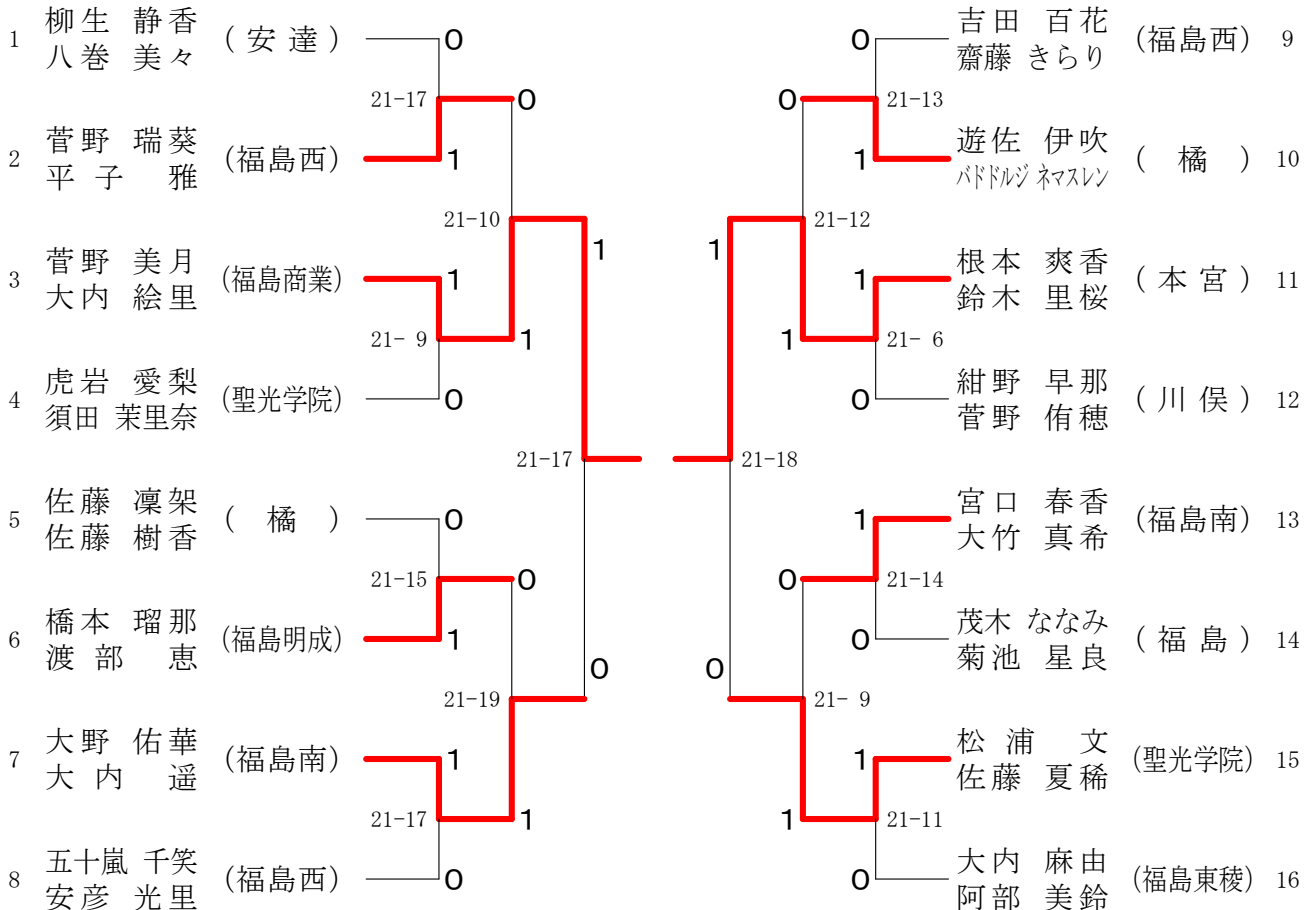 1 柳生 静香 (安達) 0
八巻 美々
21-17 0
2 菅野 瑞葵 (福島西) 1
平子 雅
21-10 1
3 菅野 美月 (福島商業) 1
大内 絵里
21- 9 1
4 虎岩 愛梨 (聖光学院) 0
須田 茉里奈
21-17
5 佐藤 凜架 (橘) 0
佐藤 樹香
21-15 0
6 橋本 瑠那 (福島明成) 1
渡部 恵
21-19 0
7 大野 佑華 (福島南) 1
大内 遥
21-17 1
8 五十嵐 千笑 (福島西) 0
安彦 光里
0 吉田 百花 (福島西) 9
齋藤 きらり
0 21-13
1 遊佐 伊吹 (橘) 10
バドドルジ ネマスレン
1 21-12
1 根本 爽香 (本宮) 11
鈴木 里桜
1 21- 6
0 紺野 早那 (川俣) 12
菅野 侑穂
21-18
1 宮口 春香 (福島南) 13
大竹 真希
0 21-14
0 茂木 ななみ (福島) 14
菊池 星良
0 21- 9
1 松浦 文 (聖光学院) 15
佐藤 夏稀
1 21-11
0 大内 麻由 (福島東稜) 16
阿部 美鈴